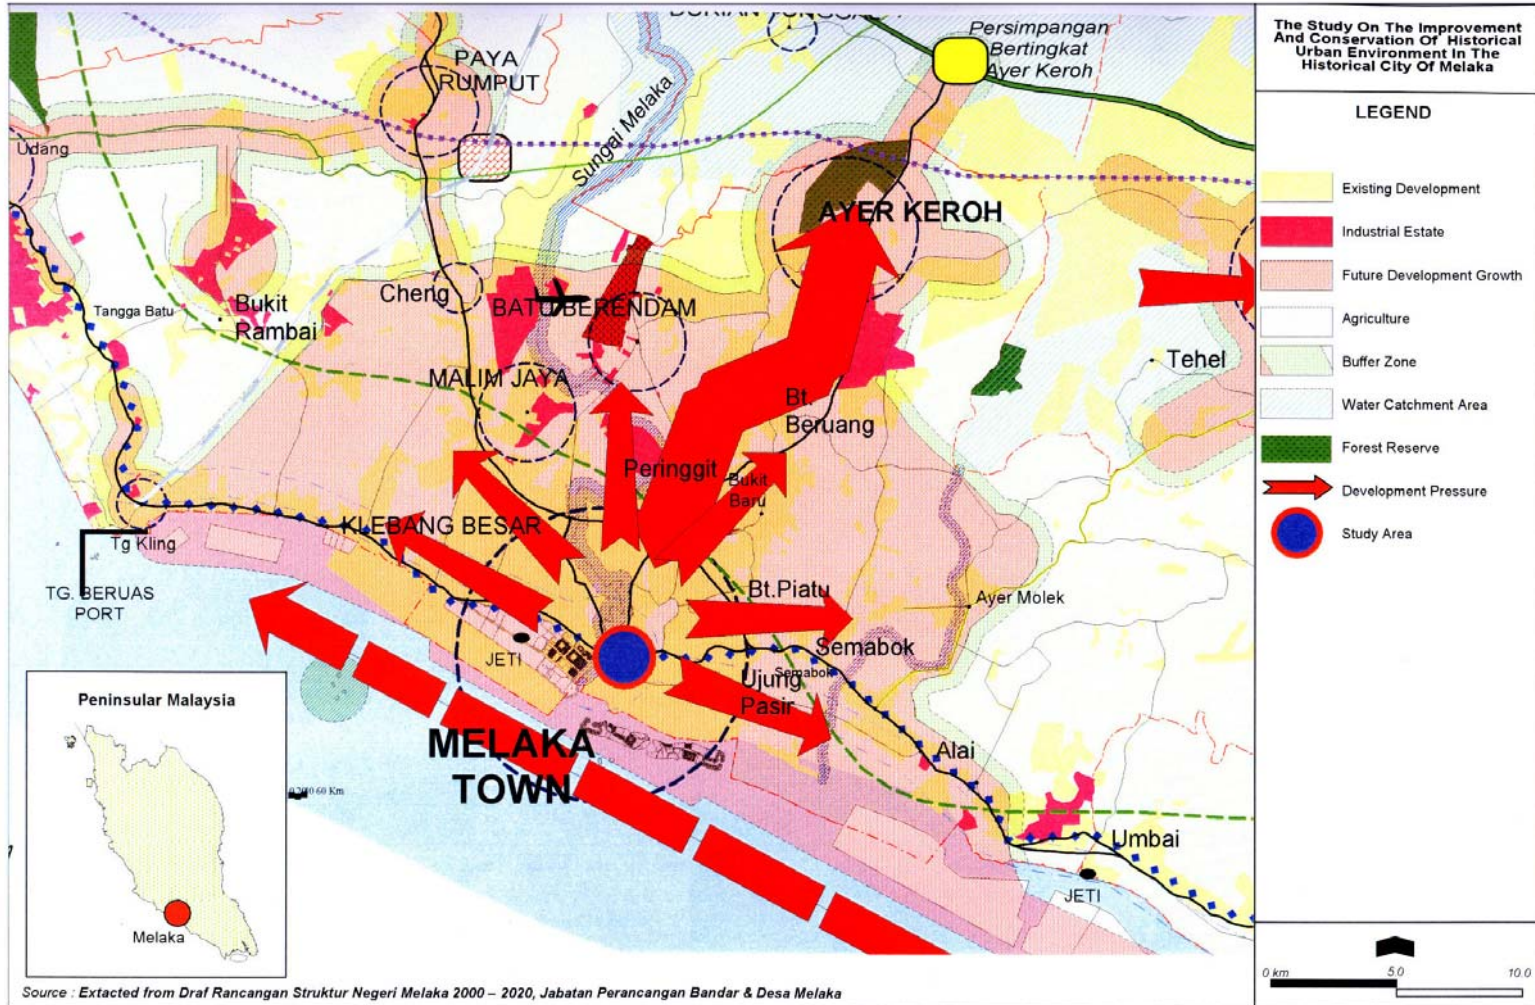 The Study On The Improvement
And Conservation Of Historical
Urban Environment In The
Historical City Of Melaka
LEGEND
Existing Development
Industrial Estate
Future Development Growth
Agriculture
Buffer Zone
Water Catchment Area
Forest Reserve
Development Pressure
Study Area
0 km 5.0 10.0
Persimpangan
Bertingkat
Ayer Keroh
PAYA
RUMPUT
Sungai Melaka
Udang
AYER KEROH
Cheng
BATU BERENDAM
Tangga Batu
Bukit
Rambai
Tehel
MALIM JAYA
Bt.
Beruang
Peringgit
Bukit
Baru
KLEBANG BESAR
Tg Kling
TG. BERUAS
PORT
Bt.Piatu
Ayer Molek
JETI
Semabok
Semabok
Ujung
Pasir
MELAKA
TOWN
Alai
Umbai
JETI
Peninsular Malaysia
Melaka
Source : Extacted from Draf Rancangan Struktur Negeri Melaka 2000 – 2020, Jabatan Perancangan Bandar & Desa Melaka